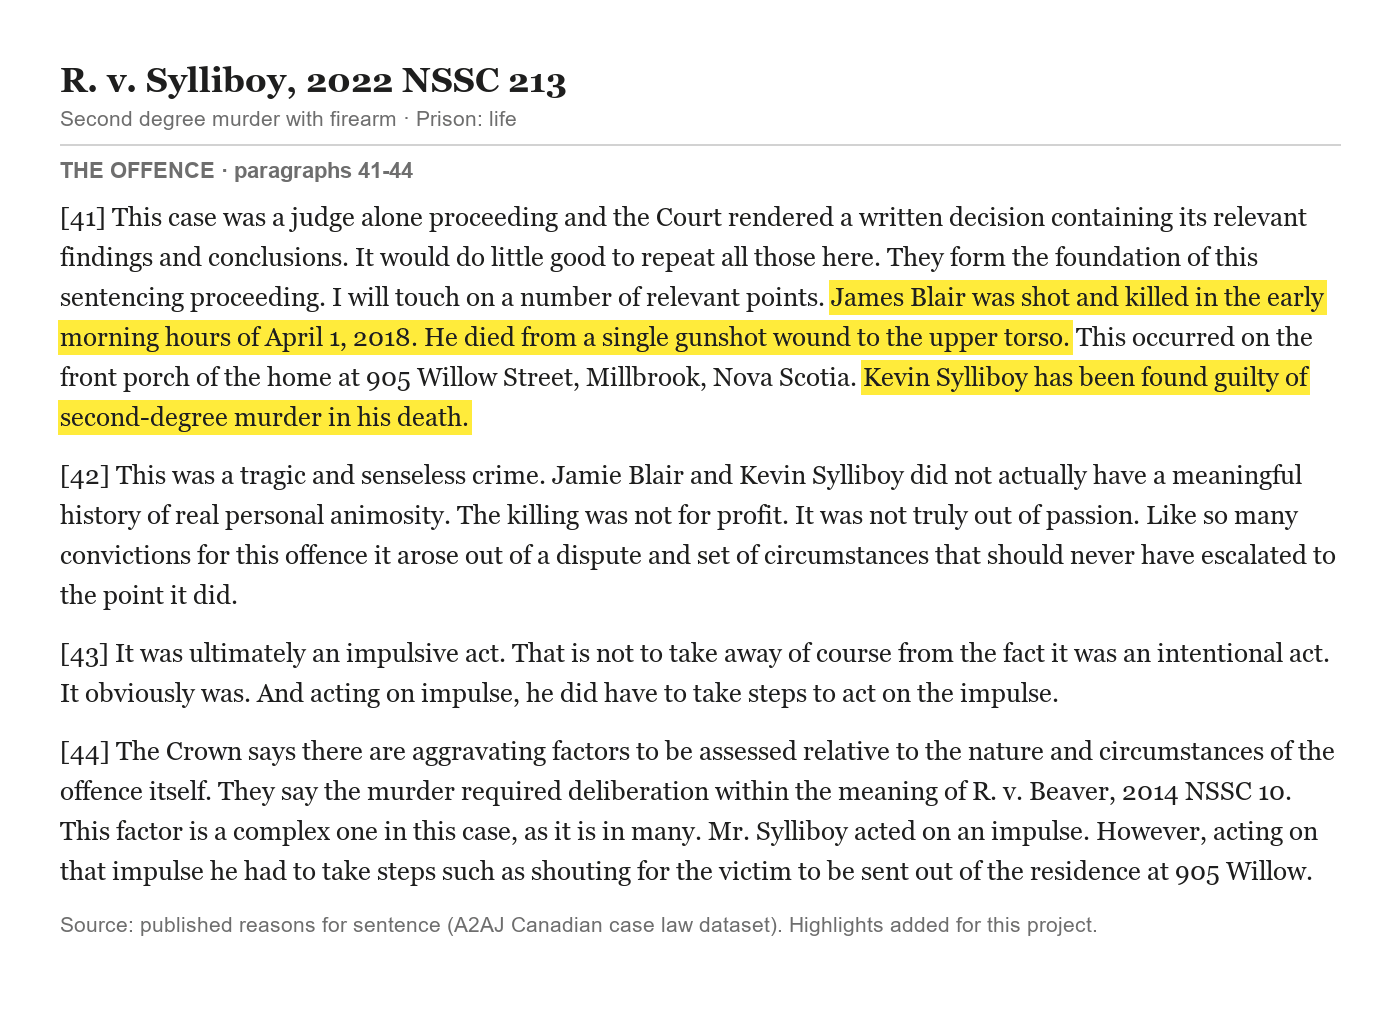 R. v. Sylliboy, 2022 NSSC 213
Second degree murder with firearm · Prison: life
THE OFFENCE · paragraphs 41-44
[41] This case was a judge alone proceeding and the Court rendered a written decision containing its relevant
findings and conclusions. It would do little good to repeat all those here. They form the foundation of this
sentencing proceeding. I will touch on a number of relevant points. James Blair was shot and killed in the early
morning hours of April 1, 2018. He died from a single gunshot wound to the upper torso. This occurred on the
front porch of the home at 905 Willow Street, Millbrook, Nova Scotia. Kevin Sylliboy has been found guilty of
second-degree murder in his death.
[42] This was a tragic and senseless crime. Jamie Blair and Kevin Sylliboy did not actually have a meaningful
history of real personal animosity. The killing was not for profit. It was not truly out of passion. Like so many
convictions for this offence it arose out of a dispute and set of circumstances that should never have escalated to
the point it did.
[43] It was ultimately an impulsive act. That is not to take away of course from the fact it was an intentional act.
It obviously was. And acting on impulse, he did have to take steps to act on the impulse.
[44] The Crown says there are aggravating factors to be assessed relative to the nature and circumstances of the
offence itself. They say the murder required deliberation within the meaning of R. v. Beaver, 2014 NSSC 10.
This factor is a complex one in this case, as it is in many. Mr. Sylliboy acted on an impulse. However, acting on
that impulse he had to take steps such as shouting for the victim to be sent out of the residence at 905 Willow.
Source: published reasons for sentence (A2AJ Canadian case law dataset). Highlights added for this project.